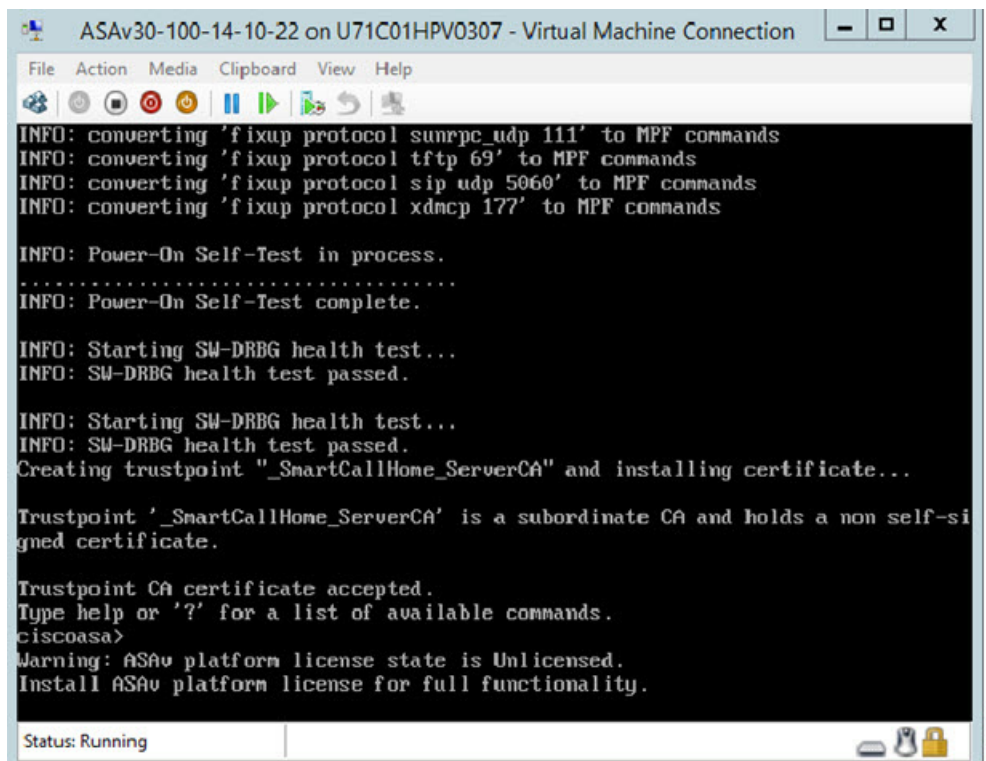 ASAv30-100-14-10-22 on U71C01HPV0307 - Virtual Machine Connection
File Action Media Clipboard View Help
INFO: converting 'fixup protocol sunrpc_udp 111' to MPF commands
INFO: converting 'fixup protocol tftp 69' to MPF commands
INFO: converting 'fixup protocol sip udp 5060' to MPF commands
INFO: converting 'fixup protocol xdmcp 177' to MPF commands
INFO: Power-On Self-Test in process.
.......................................
INFO: Power-On Self-Test complete.
INFO: Starting SW-DRBG health test...
INFO: SW-DRBG health test passed.
INFO: Starting SW-DRBG health test...
INFO: SW-DRBG health test passed.
Creating trustpoint "_SmartCallHome_ServerCA" and installing certificate...
Trustpoint '_SmartCallHome_ServerCA' is a subordinate CA and holds a non self-si
gned certificate.
Trustpoint CA certificate accepted.
Type help or '?' for a list of available commands.
ciscoasa>
Warning: ASAv platform license state is Unlicensed.
Install ASAv platform license for full functionality.
Status: Running